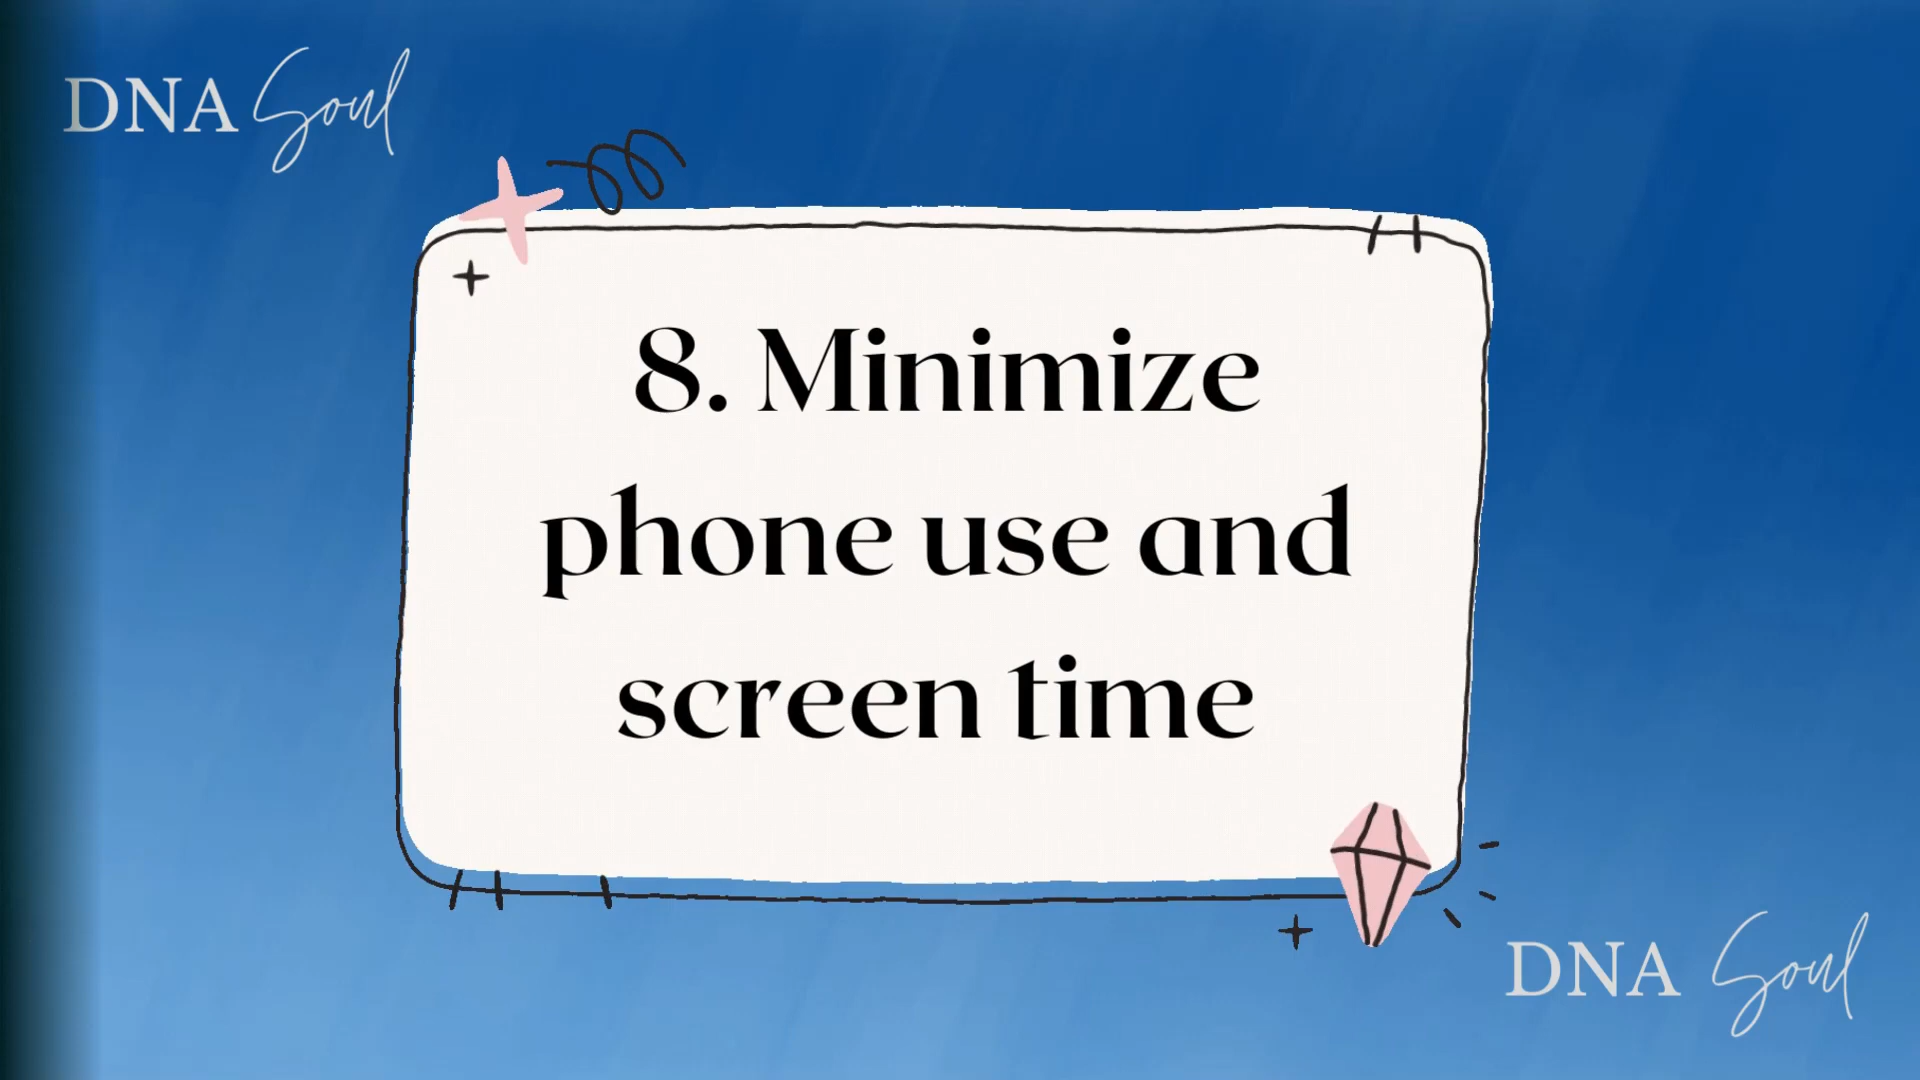 DNA Soul
8. Minimize
phone use and
screen time
DNA Soul